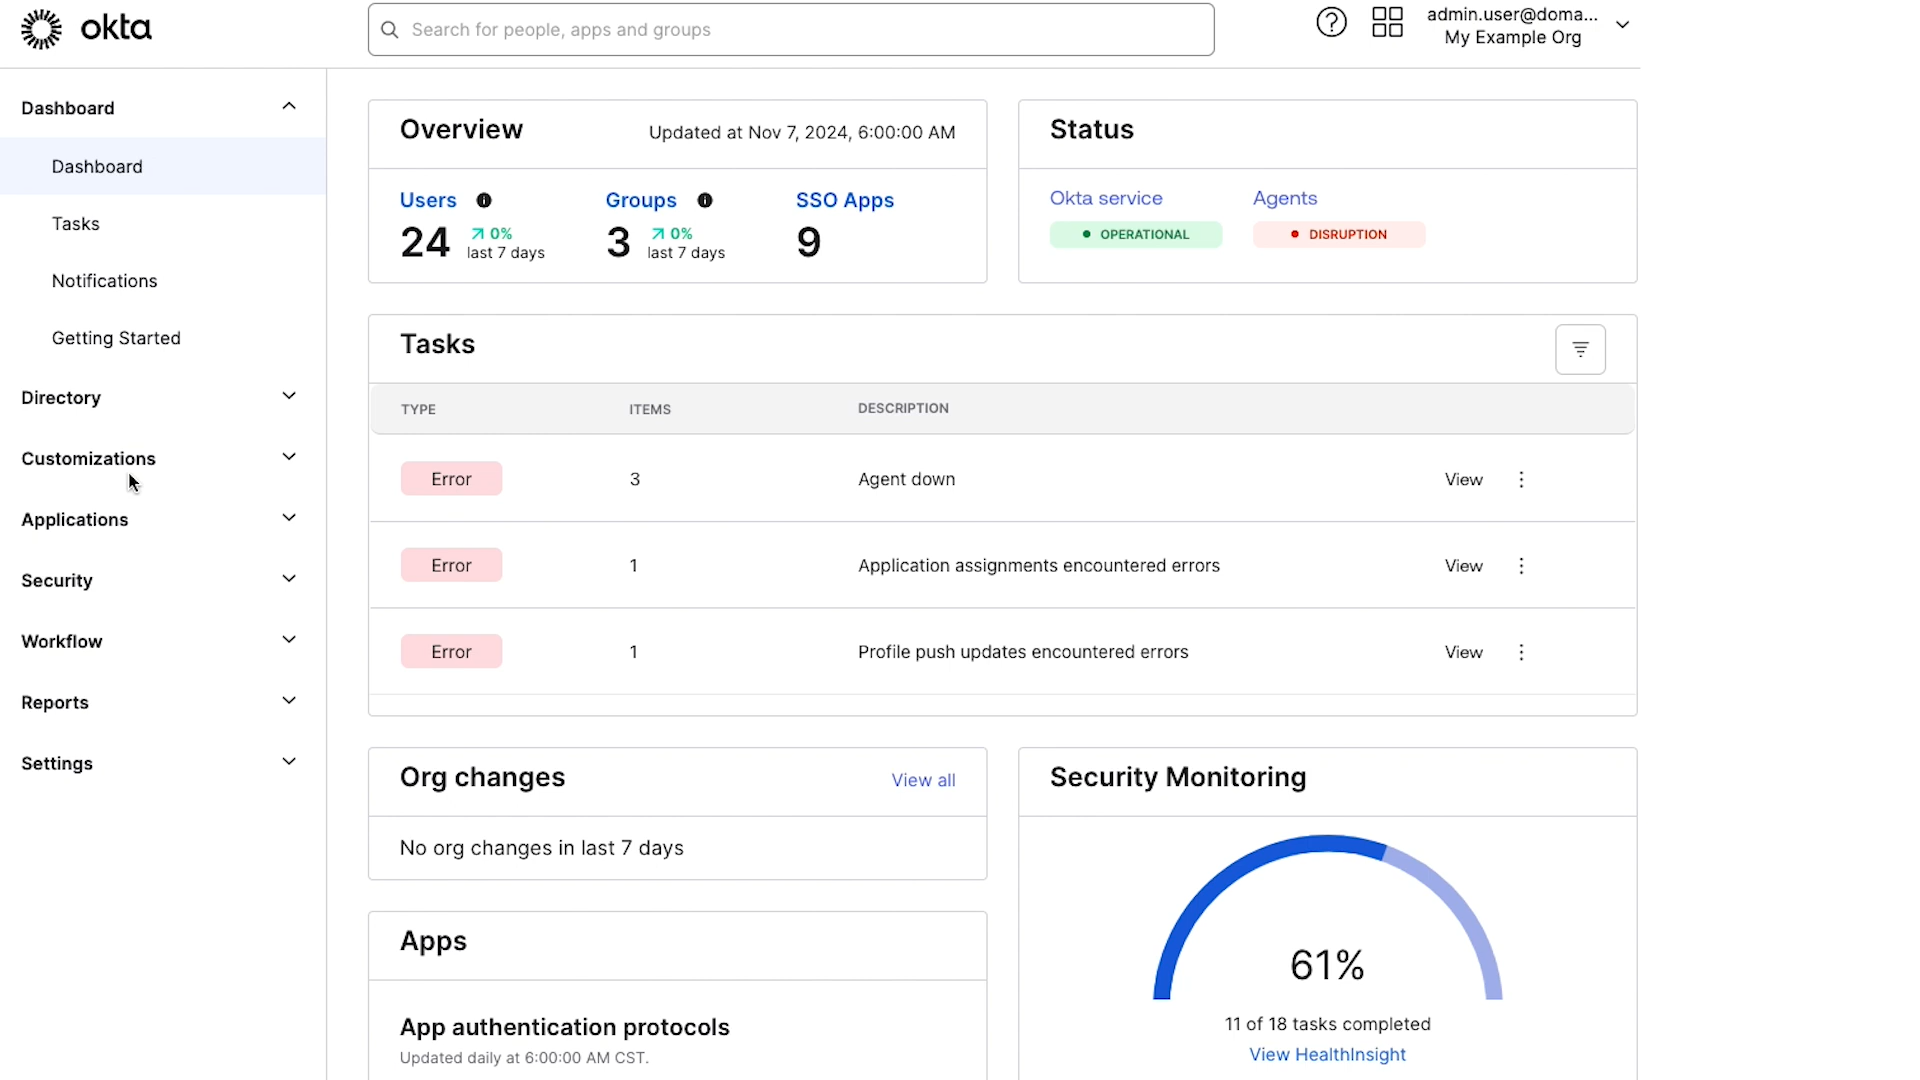 okta
Search for people, apps and groups
admin.user@doma...
My Example Org
Dashboard
Dashboard
Tasks
Notifications
Getting Started
Directory
Customizations
Applications
Security
Workflow
Reports
Settings
Overview
Updated at Nov 7, 2024, 6:00:00 AM
Users
24
0%
last 7 days
Groups
3
0%
last 7 days
SSO Apps
9
Status
Okta service
OPERATIONAL
Agents
DISRUPTION
Tasks
TYPE ITEMS DESCRIPTION
Error 3 Agent down View
Error 1 Application assignments encountered errors View
Error 1 Profile push updates encountered errors View
Org changes
View all
No org changes in last 7 days
Apps
App authentication protocols
Updated daily at 6:00:00 AM CST.
Security Monitoring
61%
11 of 18 tasks completed
View HealthInsight